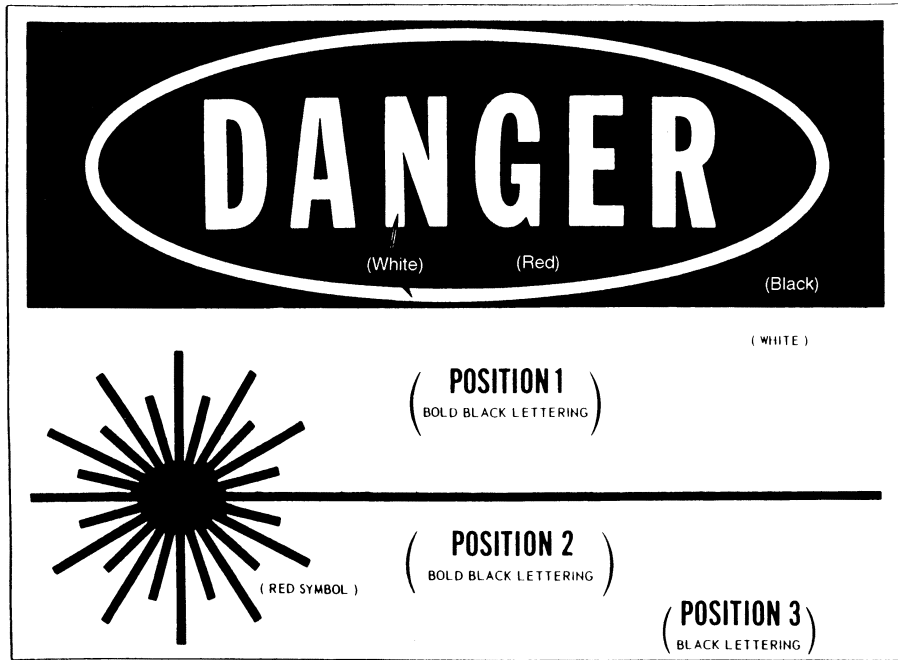 DANGER
(White)
(Red)
(Black)
( WHITE )
( POSITION 1
BOLD BLACK LETTERING )
( POSITION 2
BOLD BLACK LETTERING )
( RED SYMBOL )
( POSITION 3
BLACK LETTERING )